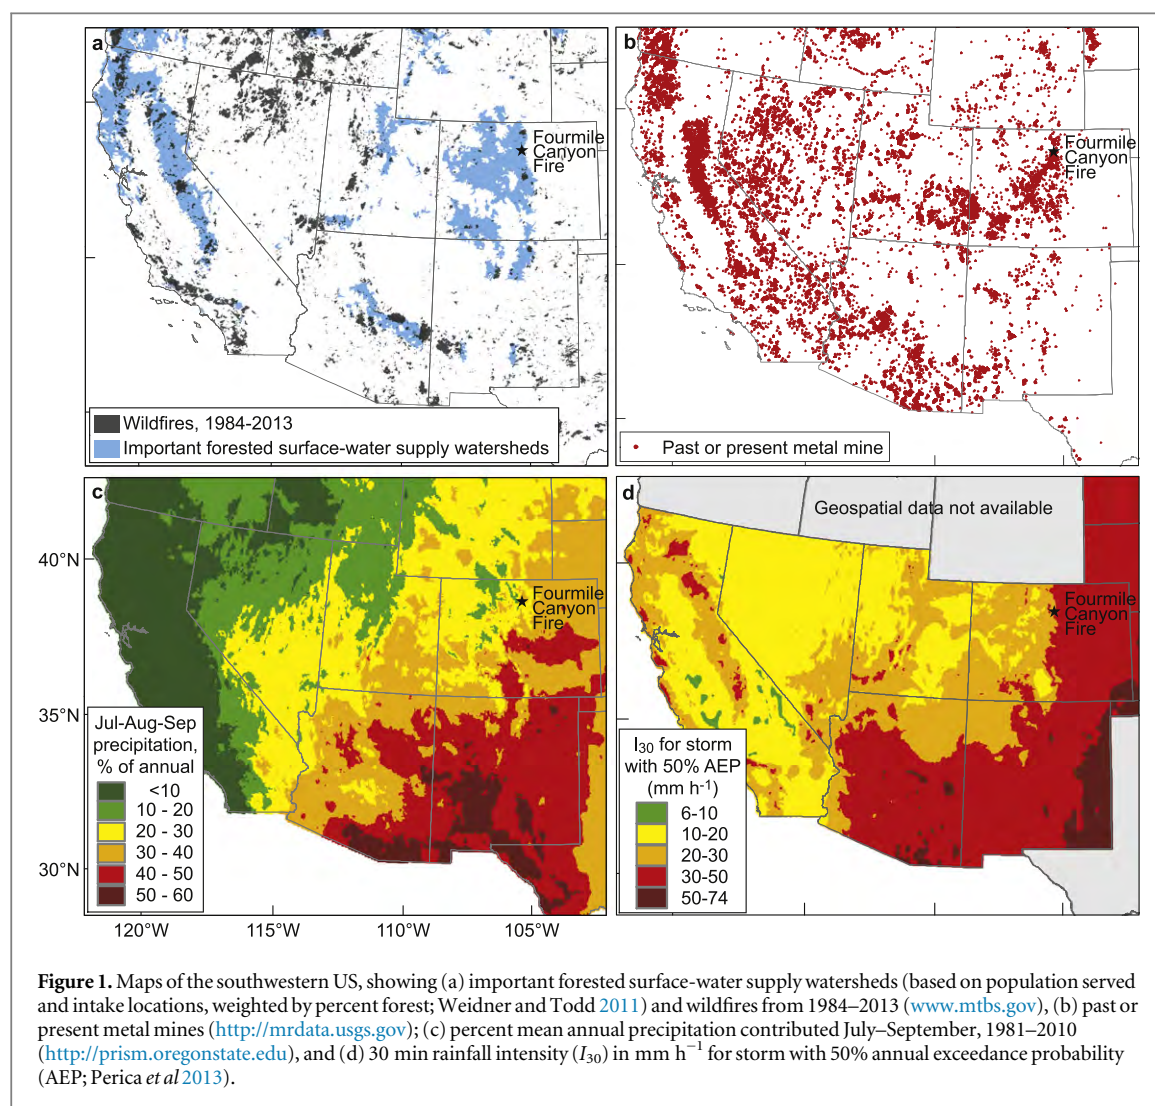 a
Fourmile
Canyon
Fire
Wildfires, 1984-2013
Important forested surface-water supply watersheds
b
Fourmile
Canyon
Fire
Past or present metal mine
c
40°N
35°N
30°N
Fourmile
Canyon
Fire
Jul-Aug-Sep
precipitation,
% of annual
<10
10 - 20
20 - 30
30 - 40
40 - 50
50 - 60
120°W
115°W
110°W
105°W
d
Geospatial data not available
Fourmile
Canyon
Fire
I30 for storm
with 50% AEP
(mm h-1)
6-10
10-20
20-30
30-50
50-74
Figure 1. Maps of the southwestern US, showing (a) important forested surface-water supply watersheds (based on population served
and intake locations, weighted by percent forest; Weidner and Todd 2011) and wildfires from 1984–2013 (www.mtbs.gov), (b) past or
present metal mines (http://mrdata.usgs.gov); (c) percent mean annual precipitation contributed July–September, 1981–2010
(http://prism.oregonstate.edu), and (d) 30 min rainfall intensity (I30) in mm h−1 for storm with 50% annual exceedance probability
(AEP; Perica et al 2013).